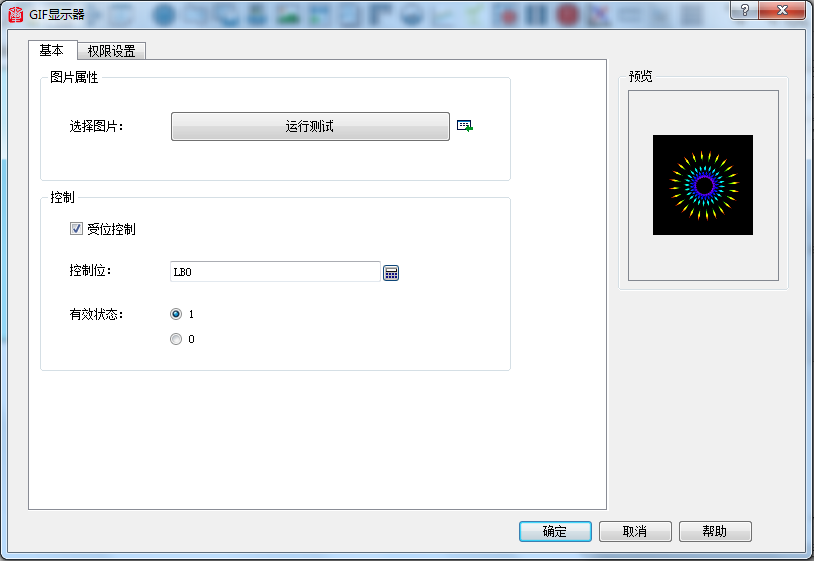 GIF显示器
基本 权限设置
图片属性
选择图片：
运行测试
控制
受位控制
控制位：
LB0
有效状态：
1
0
预览
确定 取消 帮助